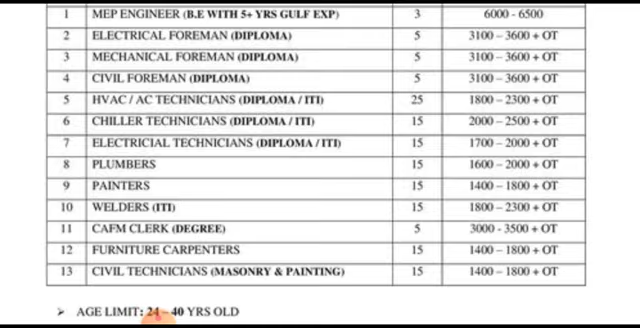 1 MEP ENGINEER (B.E WITH 5+ YRS GULF EXP) 3 6000 - 6500
2 ELECTRICAL FOREMAN (DIPLOMA) 5 3100 – 3600 + OT
3 MECHANICAL FOREMAN (DIPLOMA) 5 3100 – 3600 + OT
4 CIVIL FOREMAN (DIPLOMA) 5 3100 – 3600 + OT
5 HVAC / AC TECHNICIANS (DIPLOMA / ITI) 25 1800 – 2300 + OT
6 CHILLER TECHNICIANS (DIPLOMA / ITI) 15 2000 – 2500 + OT
7 ELECTRICIAL TECHNICIANS (DIPLOMA / ITI) 15 1700 – 2000 + OT
8 PLUMBERS 15 1600 – 2000 + OT
9 PAINTERS 15 1400 – 1800 + OT
10 WELDERS (ITI) 15 1800 – 2300 + OT
11 CAFM CLERK (DEGREE) 5 3000 - 3500 + OT
12 FURNITURE CARPENTERS 15 1400 – 1800 + OT
13 CIVIL TECHNICIANS (MASONRY & PAINTING) 15 1400 – 1800 + OT
➤ AGE LIMIT: 24 – 40 YRS OLD